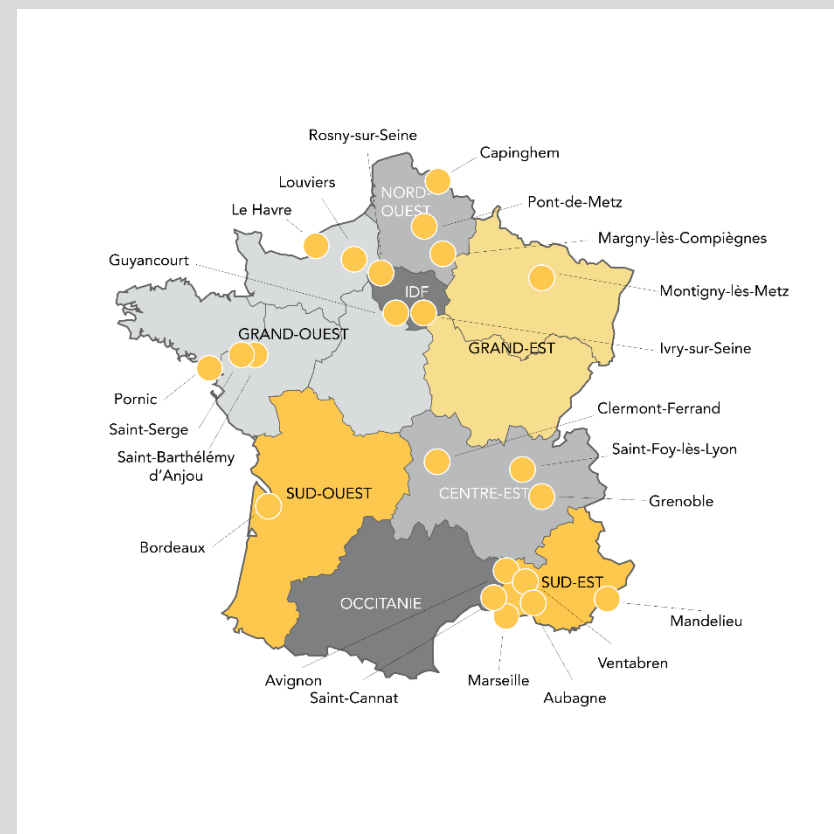 Rosny-sur-Seine
Capinghem
Louviers
NORD-
OUEST
Pont-de-Metz
Le Havre
Margny-lès-Compiègnes
Guyancourt
IDF
Montigny-lès-Metz
GRAND-OUEST
GRAND-EST
Ivry-sur-Seine
Pornic
Clermont-Ferrand
Saint-Serge
Saint-Foy-lès-Lyon
Saint-Barthélémy
d'Anjou
SUD-OUEST
CENTRE-EST
Grenoble
Bordeaux
SUD-EST
OCCITANIE
Mandelieu
Ventabren
Avignon
Marseille
Saint-Cannat
Aubagne